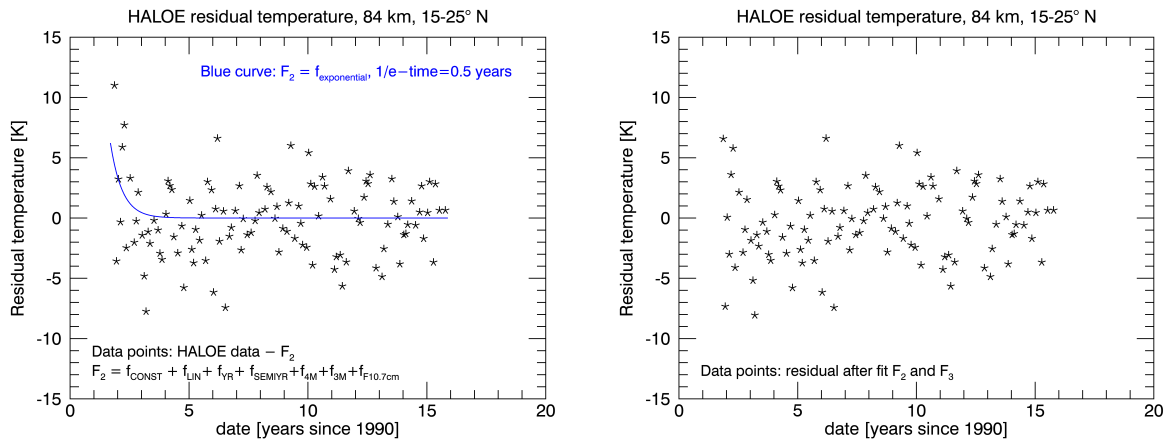 HALOE residual temperature, 84 km, 15-25° N
Residual temperature [K]
15
10
5
0
-5
-10
-15
Blue curve: F2 = fexponential, 1/e−time=0.5 years
Data points: HALOE data − F2
F2 = fCONST + fLIN+ fYR+ fSEMIYR+f4M+f3M+fF10.7cm
0 5 10 15 20
date [years since 1990]
HALOE residual temperature, 84 km, 15-25° N
Residual temperature [K]
15
10
5
0
-5
-10
-15
Data points: residual after fit F2 and F3
0 5 10 15 20
date [years since 1990]